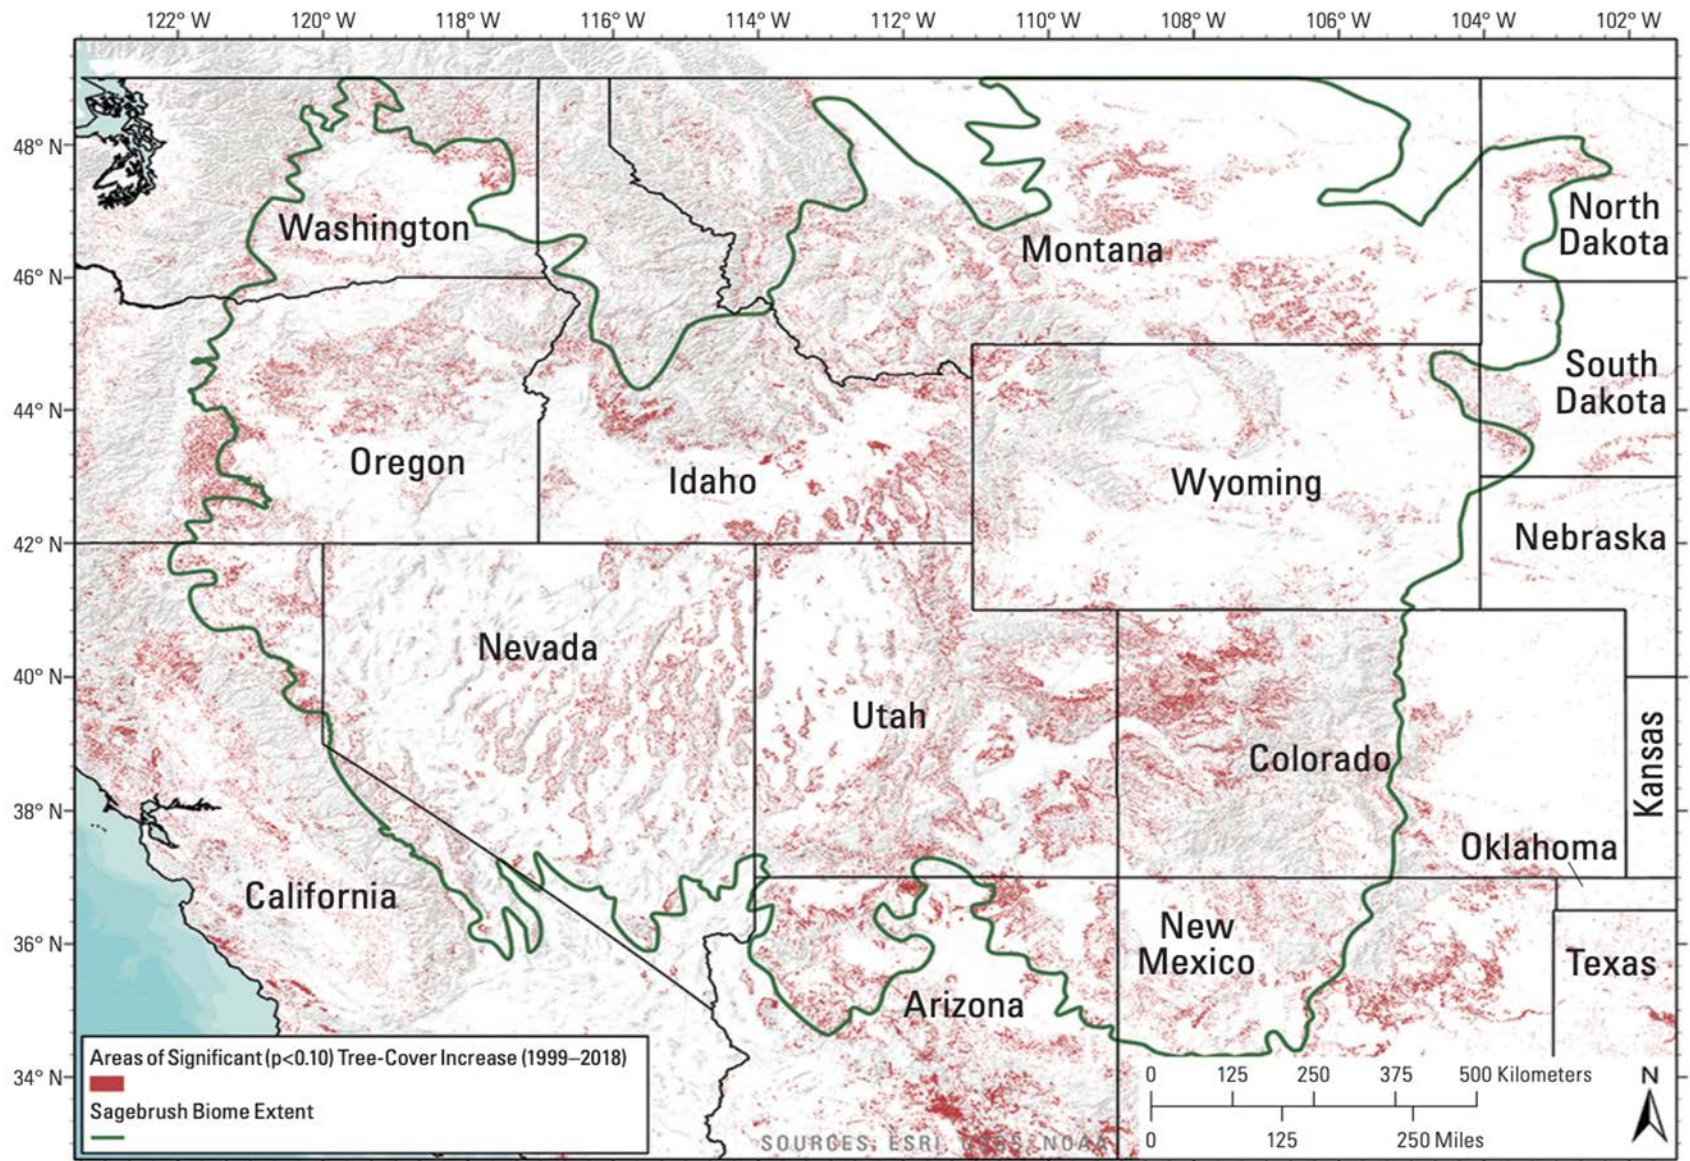 122° W 120° W 118° W 116° W 114° W 112° W 110° W 108° W 106° W 104° W 102° W
48° N
46° N
44° N
42° N
40° N
38° N
36° N
34° N
Washington
Montana
North
Dakota
South
Dakota
Oregon
Idaho
Wyoming
Nebraska
Nevada
Utah
Colorado
Kansas
Oklahoma
California
New
Mexico
Arizona
Texas
Areas of Significant (p<0.10) Tree-Cover Increase (1999–2018)
Sagebrush Biome Extent
0 125 250 375 500 Kilometers
0 125 250 Miles
N
SOURCES, ESRI, USGS, NOAA